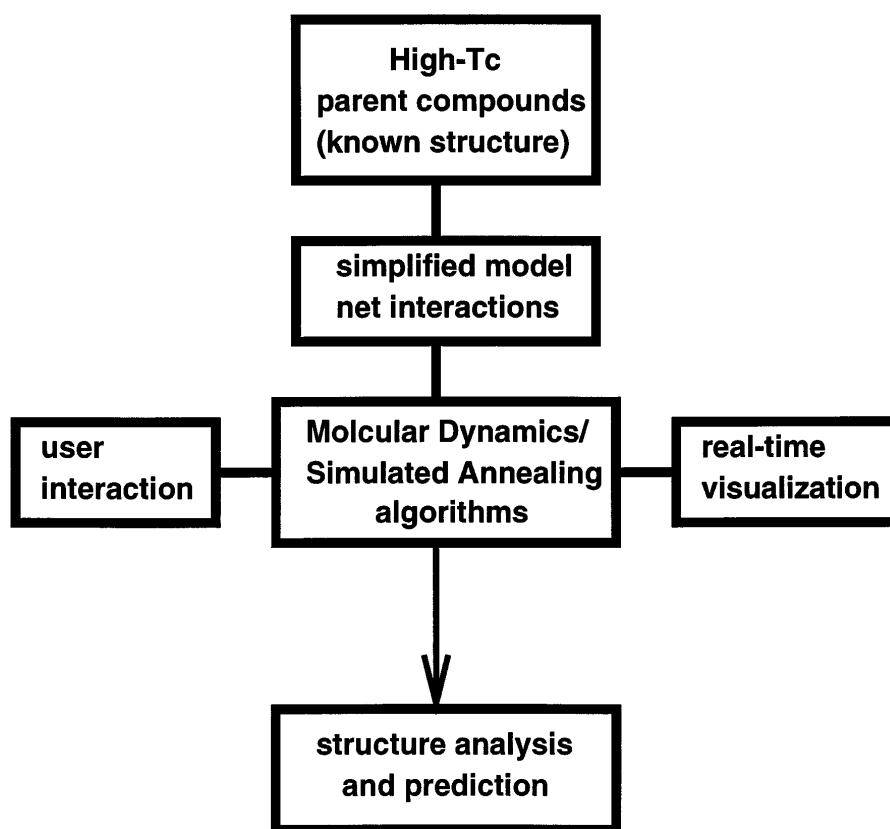 High-Tc
parent compounds
(known structure)
simplified model
net interactions
user
interaction
Molcular Dynamics/
Simulated Annealing
algorithms
real-time
visualization
structure analysis
and prediction